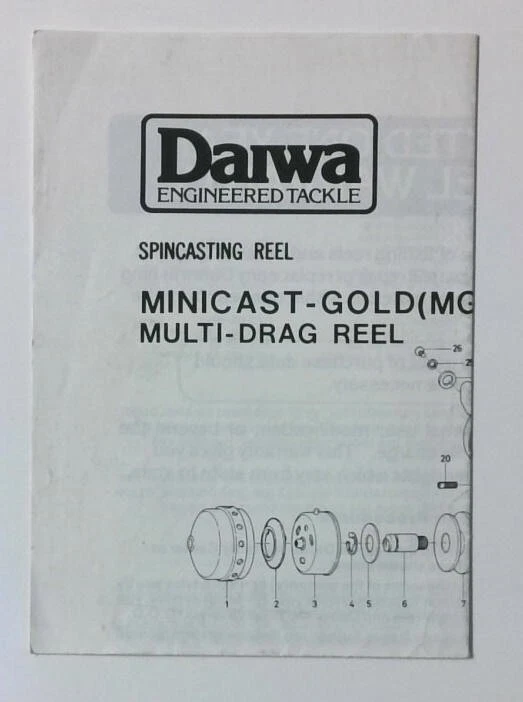 Daiwa
ENGINEERED TACKLE
SPINCASTING REEL
MINICAST-GOLD(MG
MULTI-DRAG REEL
26
20
1 2 3 4 5 6 7